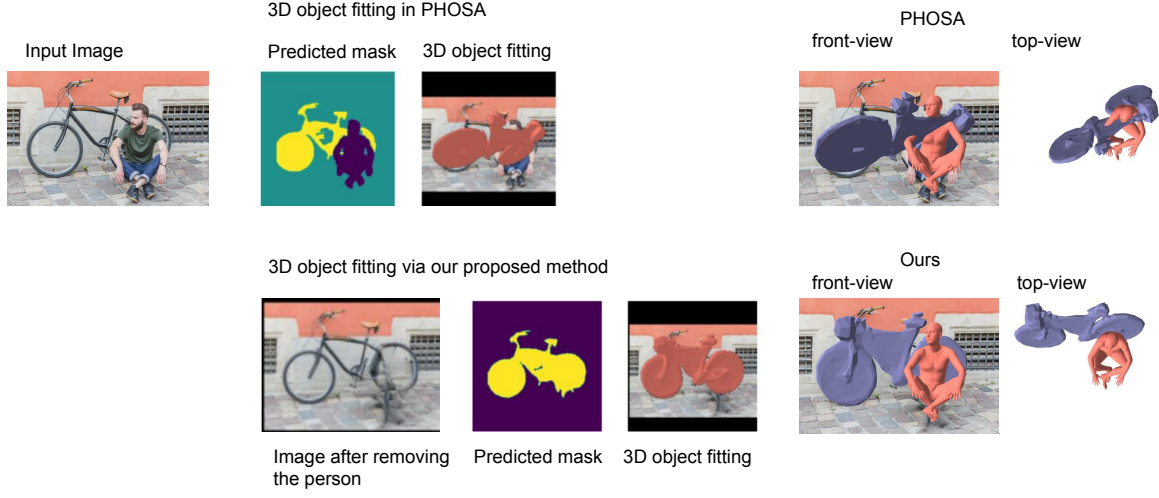 3D object fitting in PHOSA
PHOSA
Input Image
Predicted mask
3D object fitting
front-view
top-view
3D object fitting via our proposed method
Ours
front-view
top-view
Image after removing
the person
Predicted mask
3D object fitting